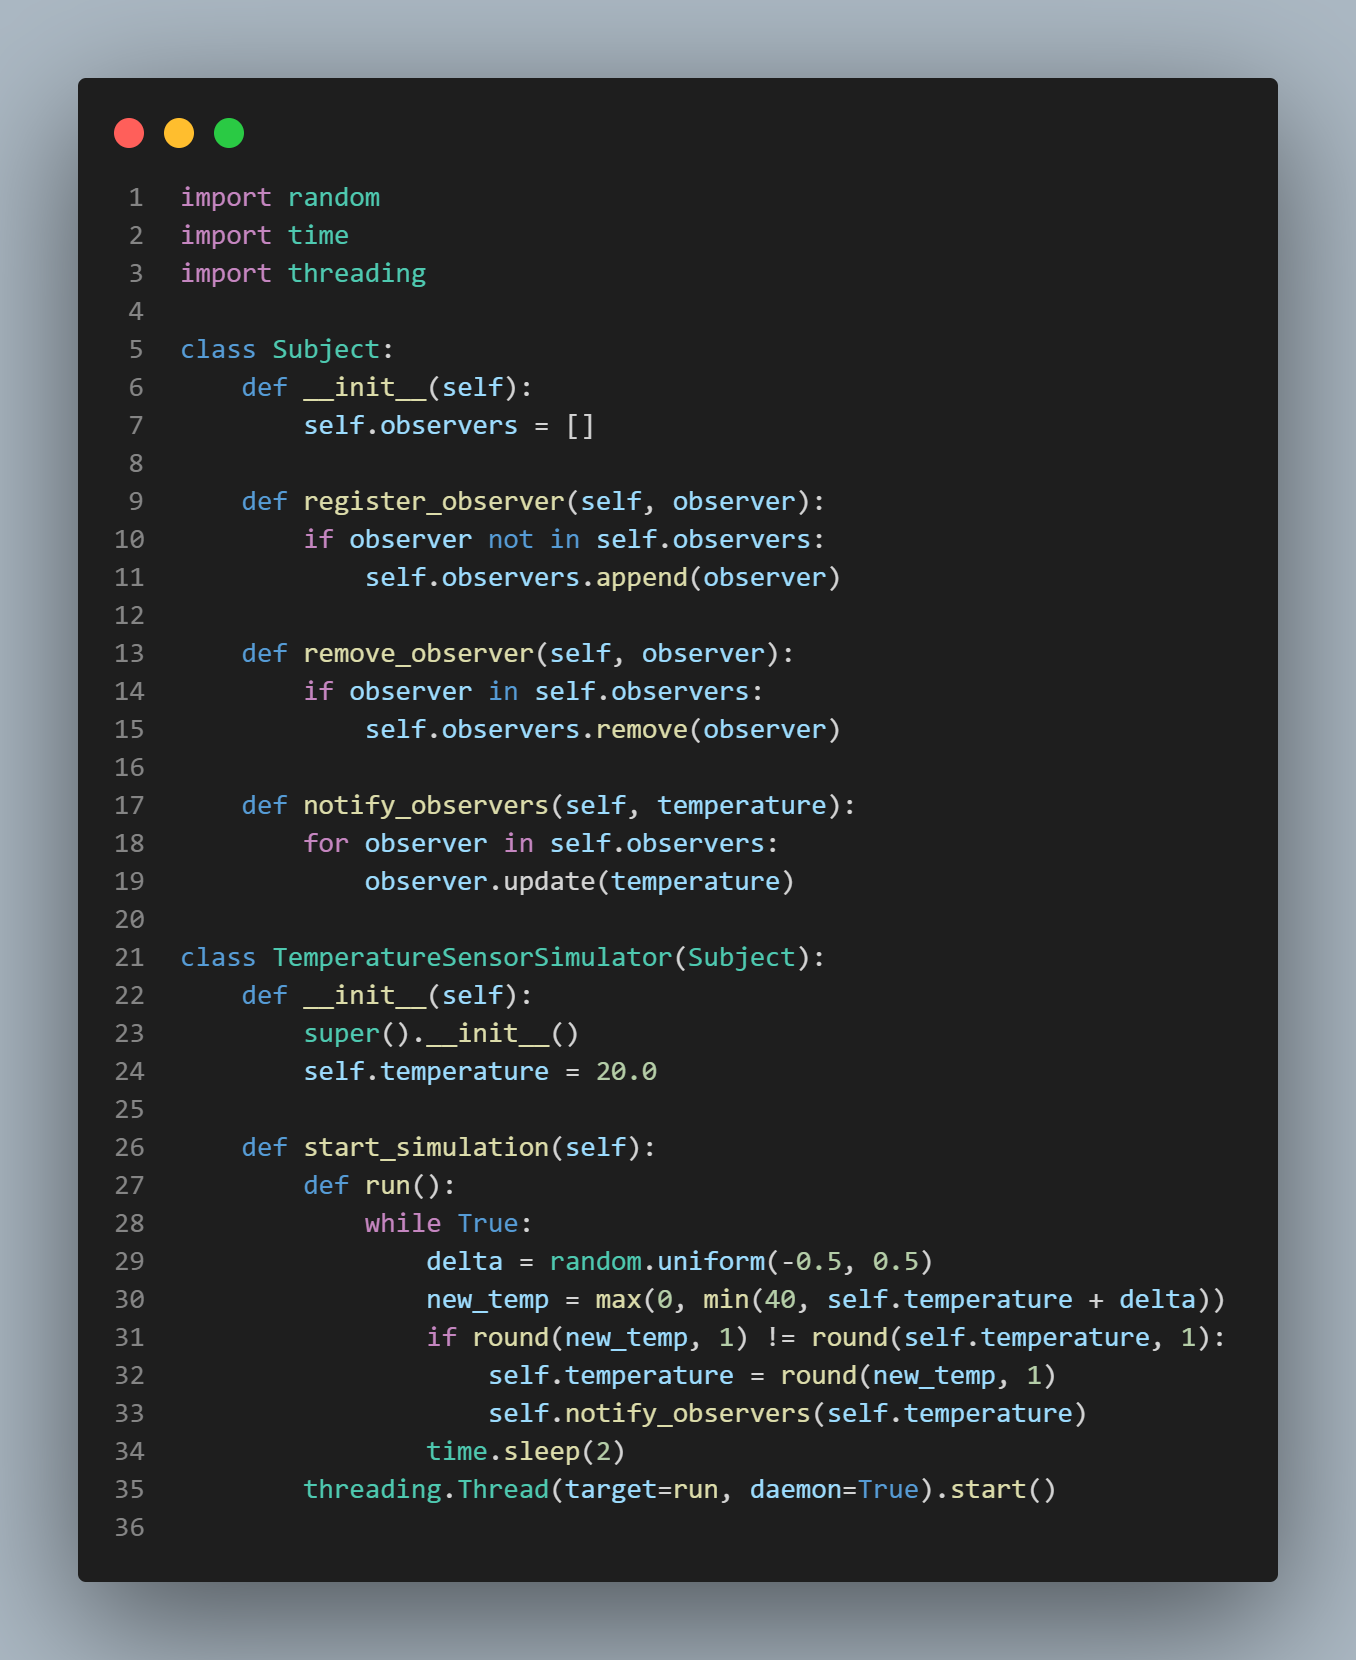 1 import random
2 import time
3 import threading
4
5 class Subject:
6     def __init__(self):
7         self.observers = []
8
9     def register_observer(self, observer):
10         if observer not in self.observers:
11             self.observers.append(observer)
12
13     def remove_observer(self, observer):
14         if observer in self.observers:
15             self.observers.remove(observer)
16
17     def notify_observers(self, temperature):
18         for observer in self.observers:
19             observer.update(temperature)
20
21 class TemperatureSensorSimulator(Subject):
22     def __init__(self):
23         super().__init__()
24         self.temperature = 20.0
25
26     def start_simulation(self):
27         def run():
28             while True:
29                 delta = random.uniform(-0.5, 0.5)
30                 new_temp = max(0, min(40, self.temperature + delta))
31                 if round(new_temp, 1) != round(self.temperature, 1):
32                     self.temperature = round(new_temp, 1)
33                     self.notify_observers(self.temperature)
34                 time.sleep(2)
35         threading.Thread(target=run, daemon=True).start()
36